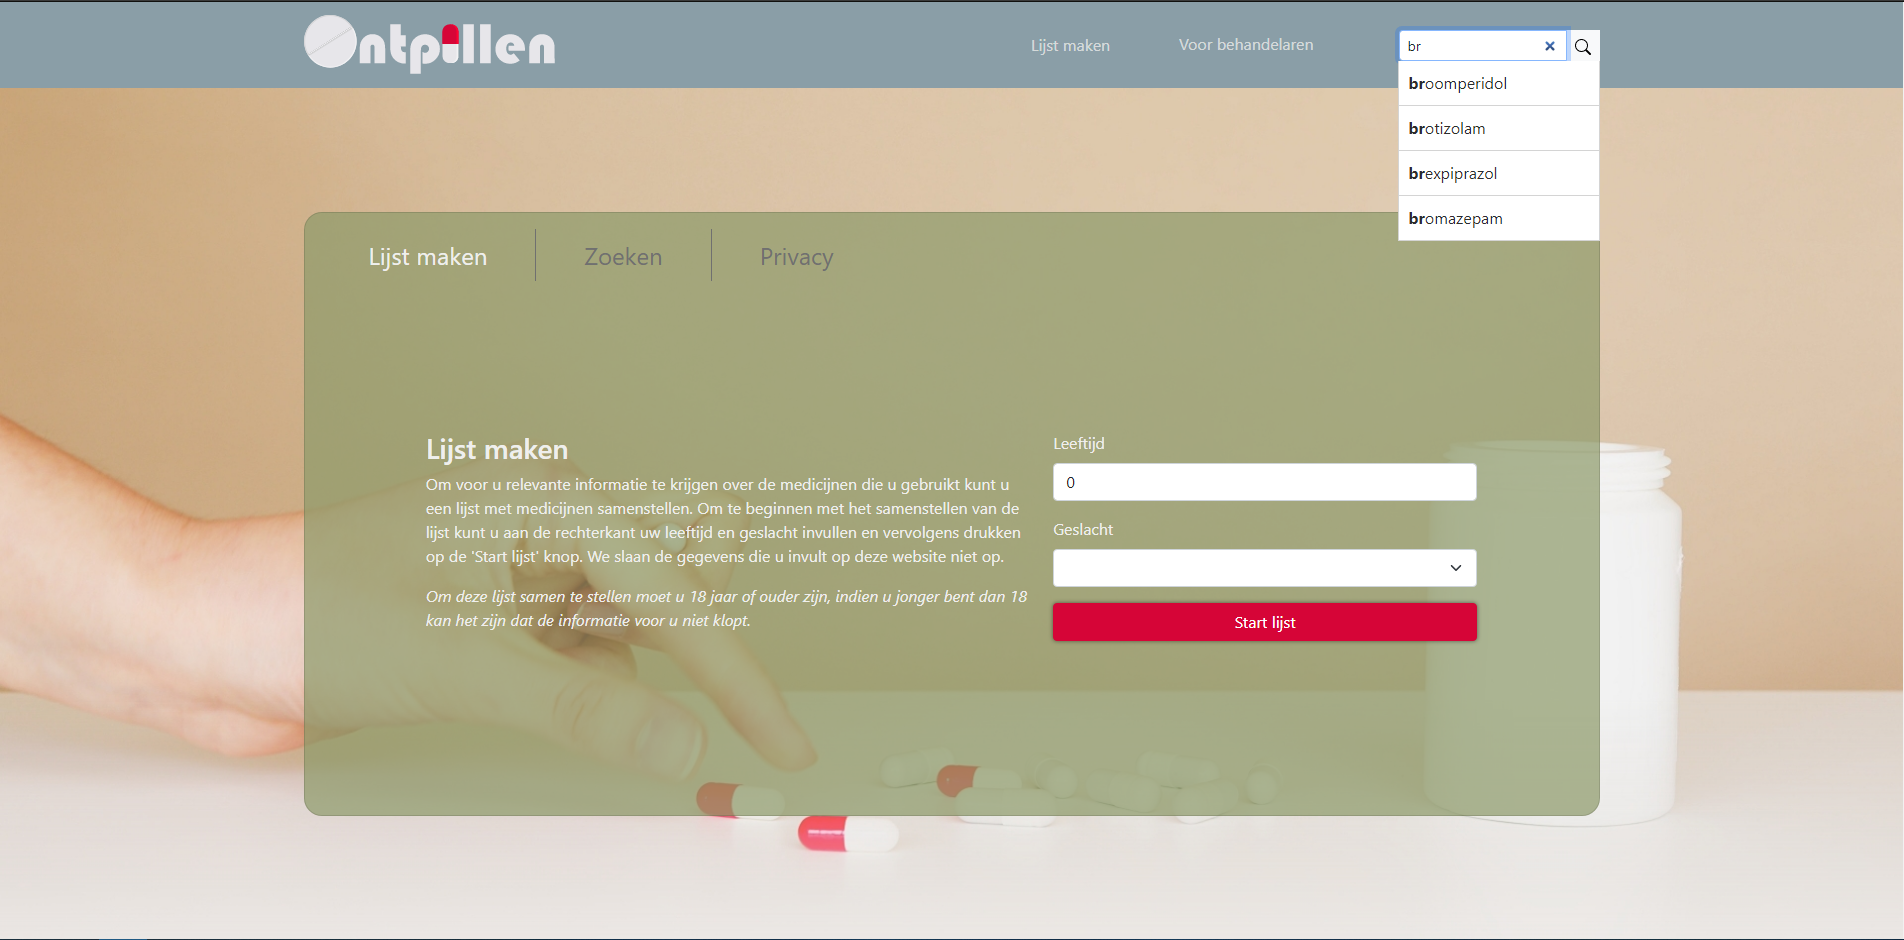 Ontpillen
Lijst maken
Voor behandelaren
br
broomperidol
brotizolam
brexpiprazol
bromazepam
Lijst maken
Zoeken
Privacy
Lijst maken
Om voor u relevante informatie te krijgen over de medicijnen die u gebruikt kunt u
een lijst met medicijnen samenstellen. Om te beginnen met het samenstellen van de
lijst kunt u aan de rechterkant uw leeftijd en geslacht invullen en vervolgens drukken
op de 'Start lijst' knop. We slaan de gegevens die u invult op deze website niet op.
Om deze lijst samen te stellen moet u 18 jaar of ouder zijn, indien u jonger bent dan 18
kan het zijn dat de informatie voor u niet klopt.
Leeftijd
0
Geslacht
Start lijst